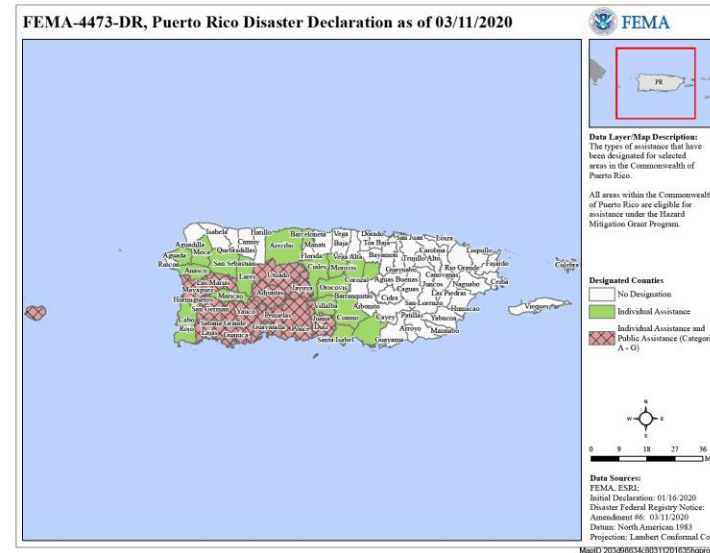 FEMA-4473-DR, Puerto Rico Disaster Declaration as of 03/11/2020
FEMA
PR
Data Layer/Map Description:
The types of assistance that have
been designated for selected
areas in the Commonwealth of
Puerto Rico.
All areas within the Commonwealt
of Puerto Rico are eligible for
assistance under the Hazard
Mitigation Grant Program.
Designated Counties
No Designation
Individual Assistance
Individual Assistance and
Public Assistance (Categori
A - G)
N
W E
S
0 9 18 27 36
M
Data Sources:
FEMA, ESRI;
Initial Declaration: 01/16/2020
Disaster Federal Registry Notice:
Amendment #6: 03/11/2020
Datum: North American 1983
Projection: Lambert Conformal Co
Isabela
Hatillo
Barceloneta
Vega
Dorado
San Juan
Loiza
Aguadilla
Camuy
Arecibo
Manati
Baja
Toa Baja
Carolina
Moca
Quebradillas
Aguada
Florida
Vega Alta
Bayamon
Trujillo Alto
Luquillo
Rincon
San Sebastian
Ciales
Morovis
Guaynabo
Rio Grande
Fajardo
Culebra
Anasco
Lares
Utuado
Corozal
Aguas Buenas
Canovanas
Las Marias
Jayuya
Orocovis
Caguas
Juncos
Naguabo
Ceiba
Mayaguez
Maricao
Adjuntas
Barranquitas
Cidra
Las Piedras
Hormigueros
Villalba
Aibonito
San Lorenzo
Humacao
Vieques
San German
Yauco
Penuelas
Cabo
Sabana Grande
Juana
Coamo
Cayey
Patillas
Yabucoa
Rojo
Guayanilla
Ponce
Diaz
Arroyo
Maunabo
Lajas
Guanica
Santa Isabel
Guayama